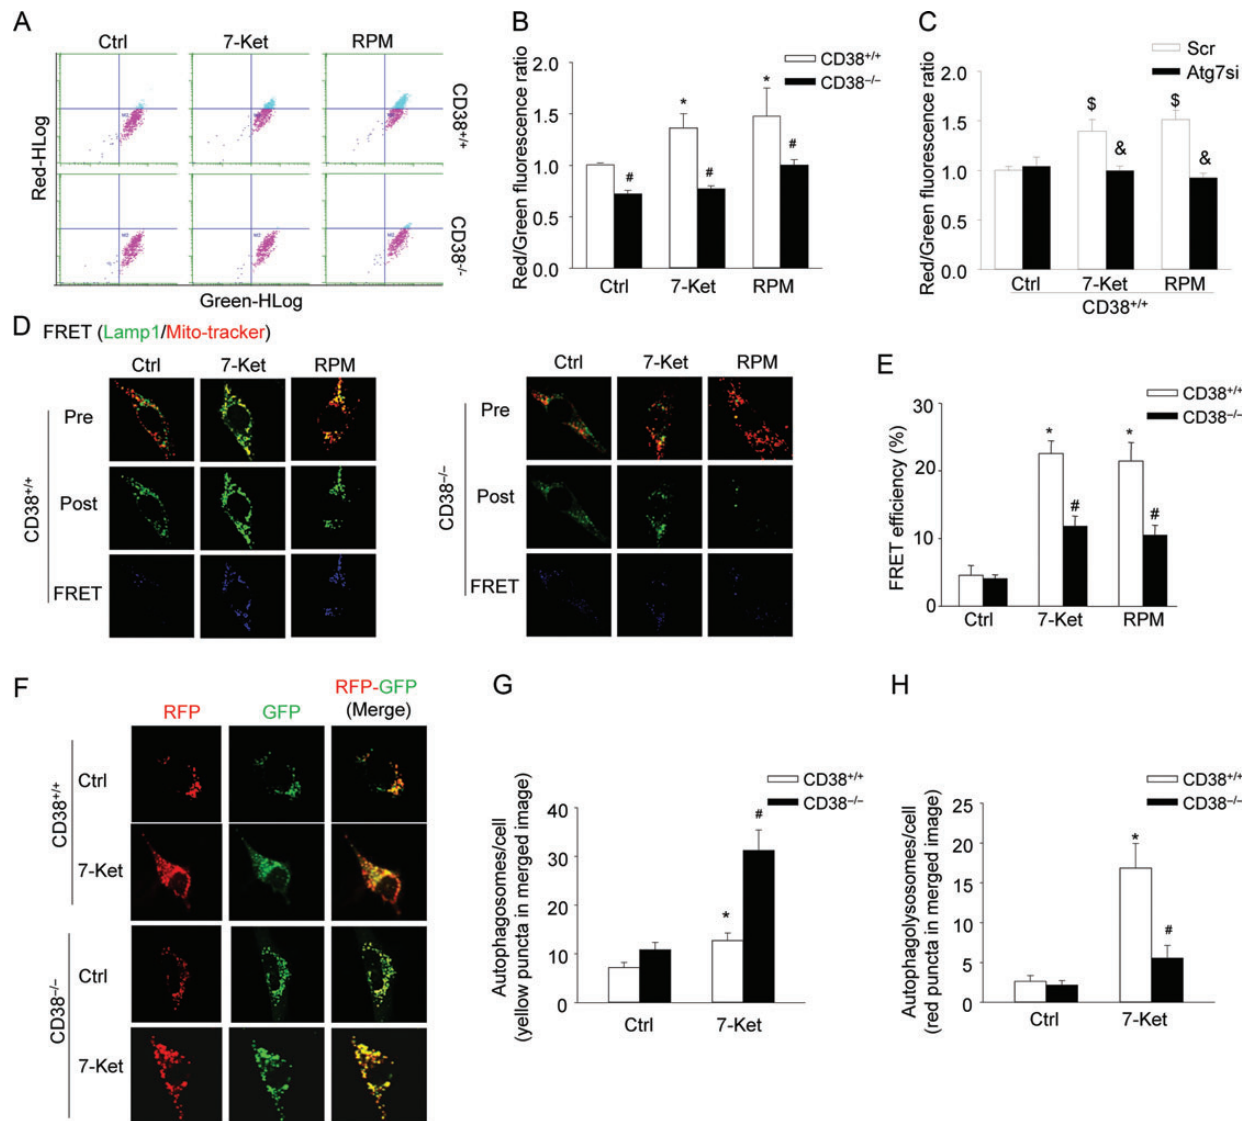 A
Ctrl
7-Ket
RPM
Red-HLog
CD38+/+
CD38-/-
Green-HLog
B
Red/Green fluorescence ratio
2.0
1.5
1.0
0.5
0.0
CD38+/+
CD38−/−
*
*
#
#
#
Ctrl
7-Ket
RPM
C
Red/Green fluorescence ratio
2.0
1.5
1.0
0.5
0.0
Scr
Atg7si
$
$
&
&
Ctrl
7-Ket
RPM
CD38+/+
D
FRET (Lamp1/Mito-tracker)
Ctrl
7-Ket
RPM
CD38+/+
Pre
Post
FRET
Ctrl
7-Ket
RPM
CD38−/−
Pre
Post
FRET
E
FRET efficiency (%)
30
20
10
0
CD38+/+
CD38−/−
*
*
#
#
Ctrl
7-Ket
RPM
F
RFP
GFP
RFP-GFP
(Merge)
CD38+/+
Ctrl
7-Ket
CD38−/−
Ctrl
7-Ket
G
Autophagosomes/cell
(yellow puncta in merged image)
40
30
20
10
0
CD38+/+
CD38−/−
*
#
Ctrl
7-Ket
H
Autophagolysosomes/cell
(red puncta in merged image)
25
20
15
10
5
0
CD38+/+
CD38−/−
*
#
Ctrl
7-Ket